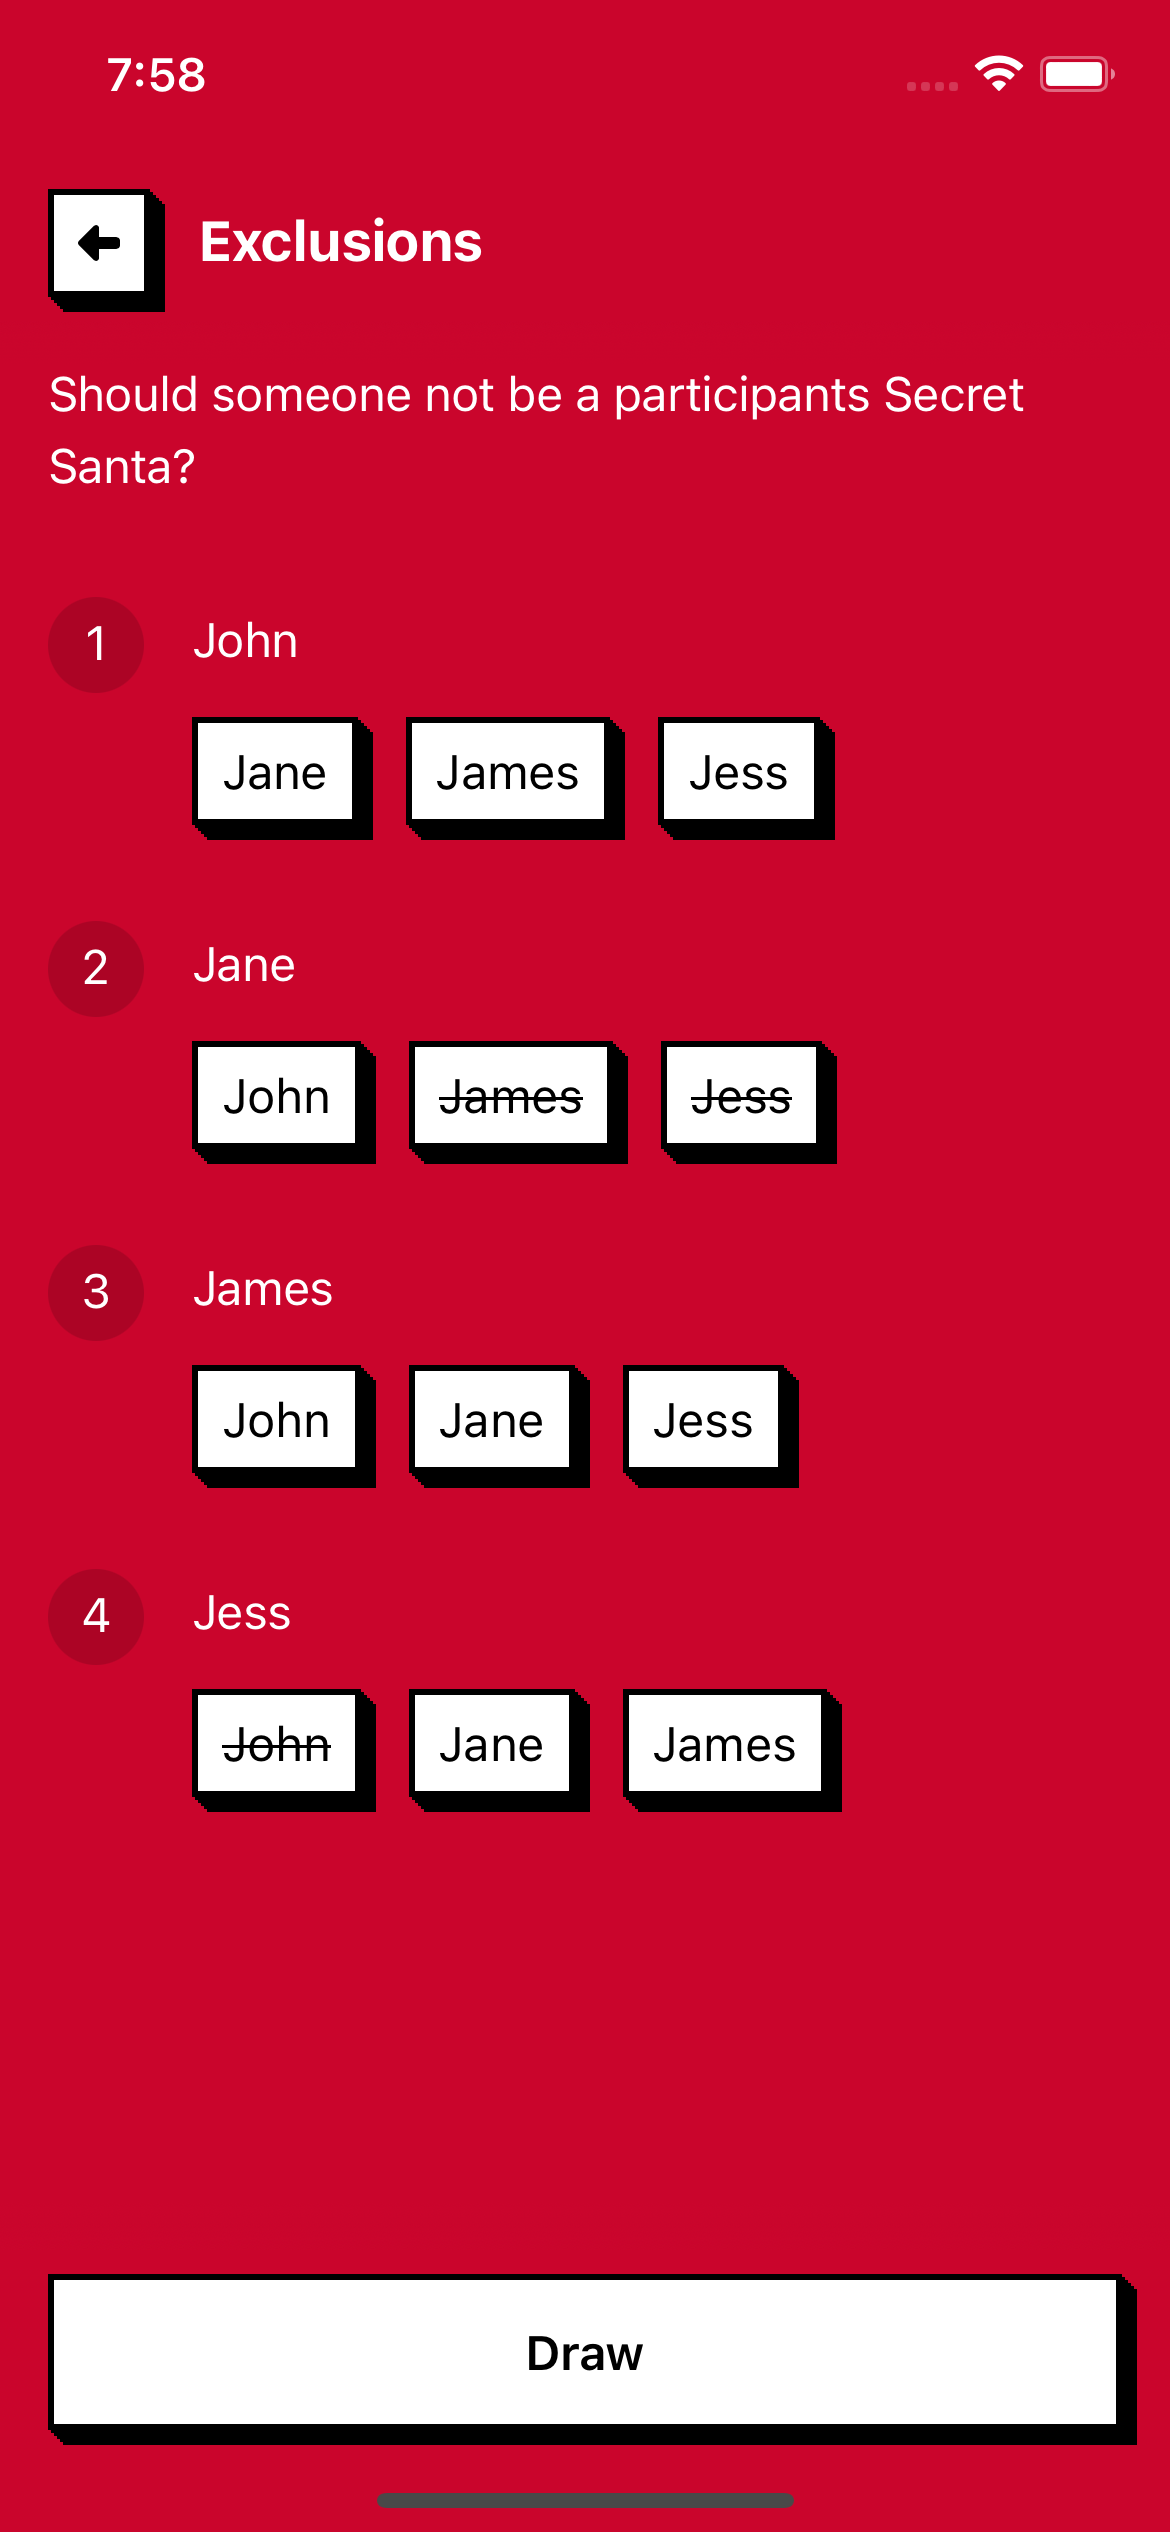 7:58
Exclusions
Should someone not be a participants Secret
Santa?
1 John
Jane James Jess
2 Jane
John James Jess
3 James
John Jane Jess
4 Jess
John Jane James
Draw